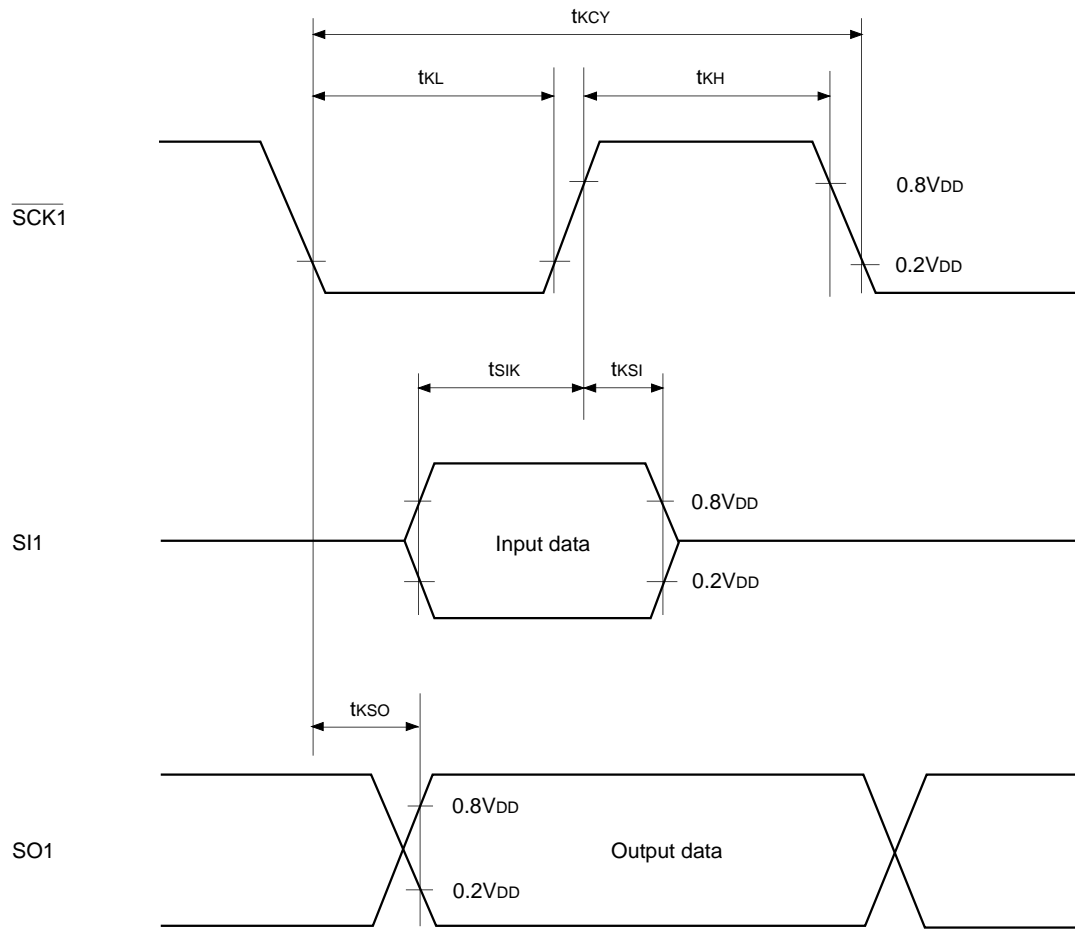 tKCY
tKL
tKH
SCK1
0.8VDD
0.2VDD
tSIK
tKSI
SI1
0.8VDD
Input data
0.2VDD
tKSO
0.8VDD
SO1
Output data
0.2VDD